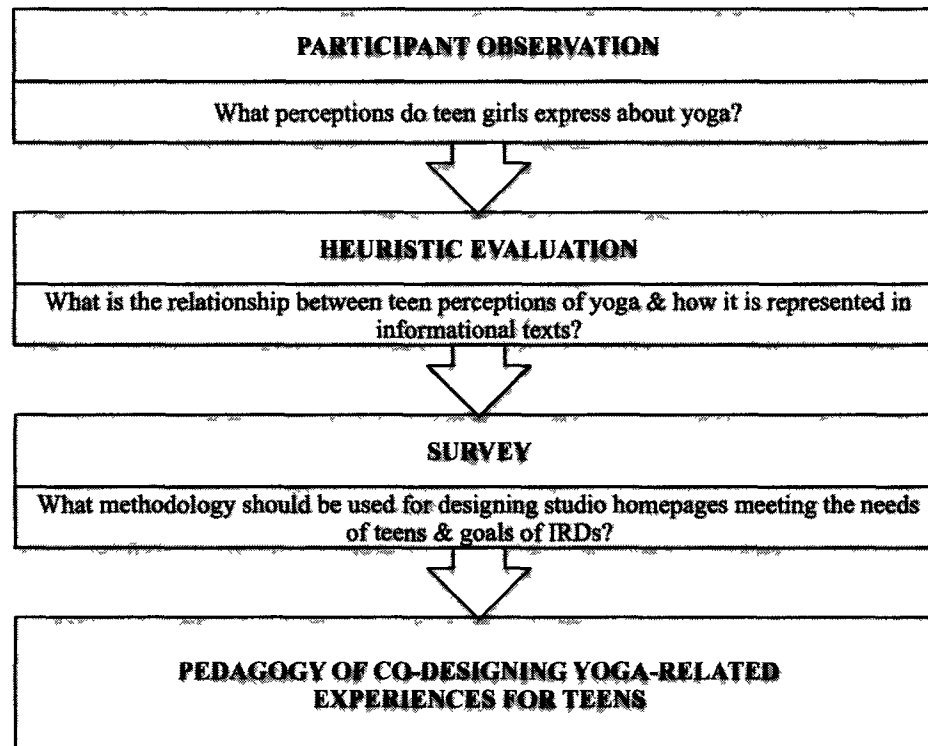 PARTICIPANT OBSERVATION
What perceptions do teen girls express about yoga?
HEURISTIC EVALUATION
What is the relationship between teen perceptions of yoga & how it is represented in
informational texts?
SURVEY
What methodology should be used for designing studio homepages meeting the needs
of teens & goals of IRDs?
PEDAGOGY OF CO-DESIGNING YOGA-RELATED
EXPERIENCES FOR TEENS